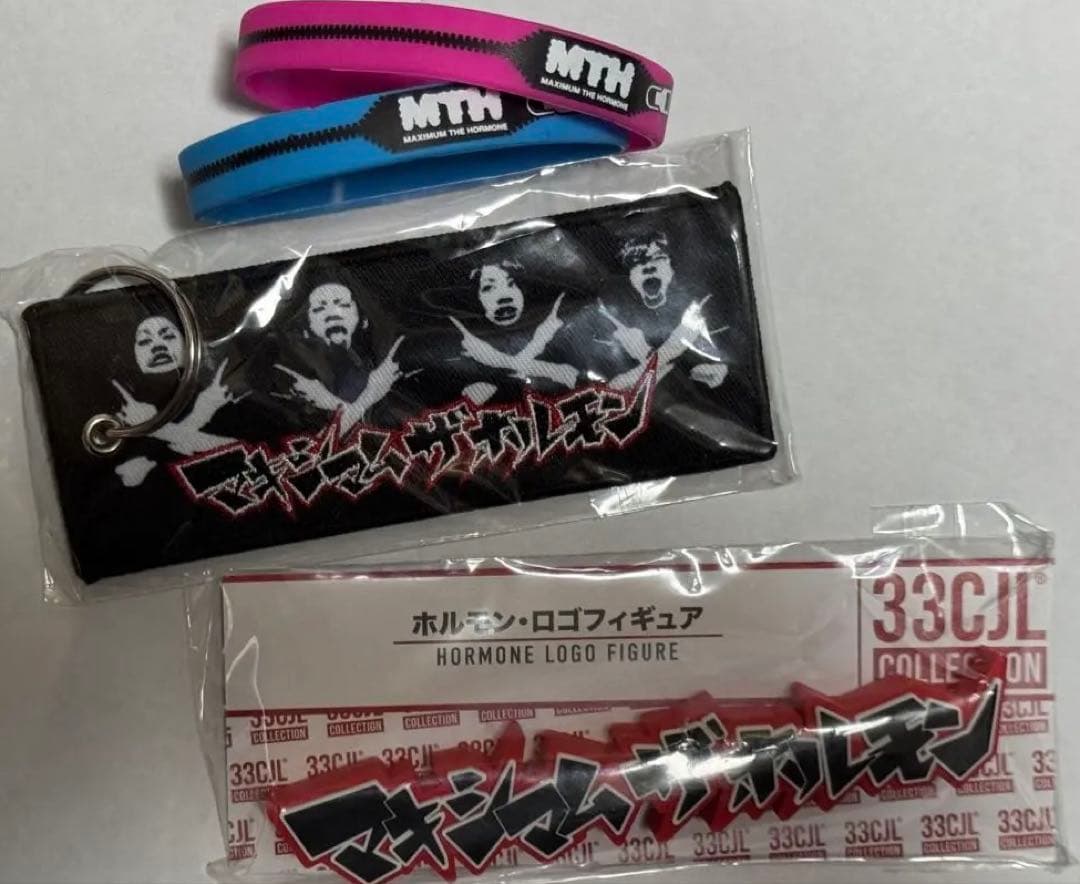 MTH
MAXIMUM THE HORMONE
MTH
MAXIMUM THE HORMONE
マキシマム ザ ホルモン
33CJL®
COLLECTION
ホルモン・ロゴフィギュア
HORMONE LOGO FIGURE
マキシマム ザ ホルモン
33CJL COLLECTION